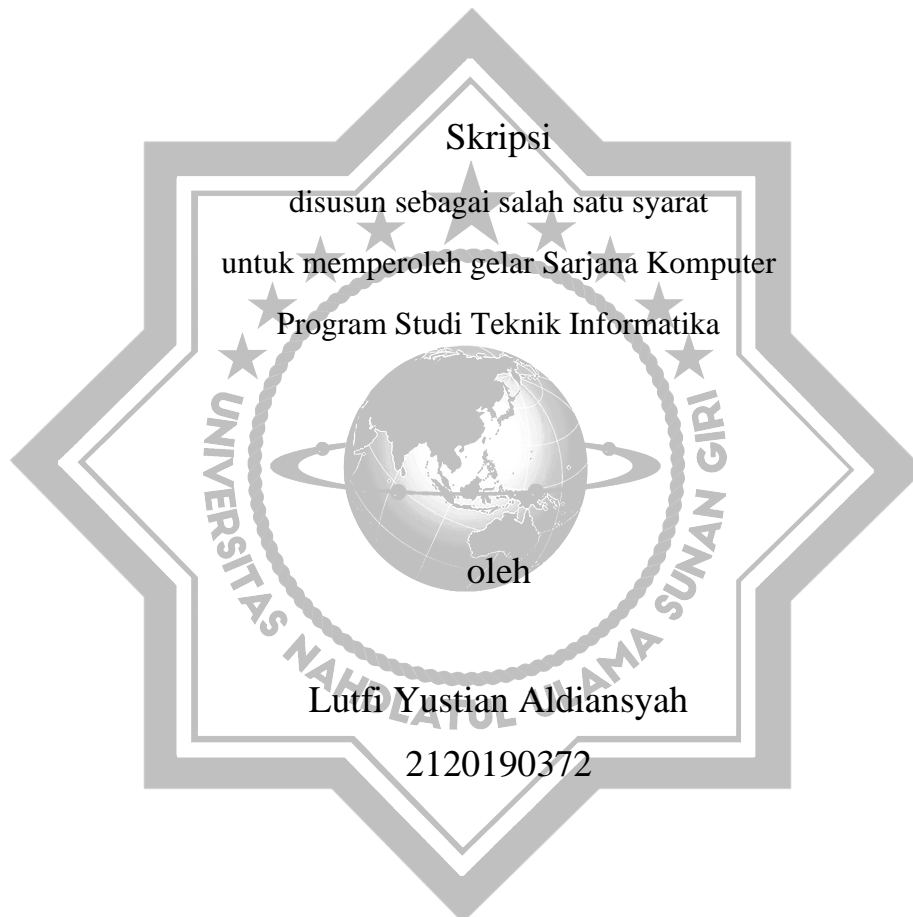 Skripsi
disusun sebagai salah satu syarat
untuk memperoleh gelar Sarjana Komputer
Program Studi Teknik Informatika
oleh
Lutfi Yustian Aldiansyah
2120190372
UNIVERSITAS NAHDLATUL ULAMA SUNAN GIRI